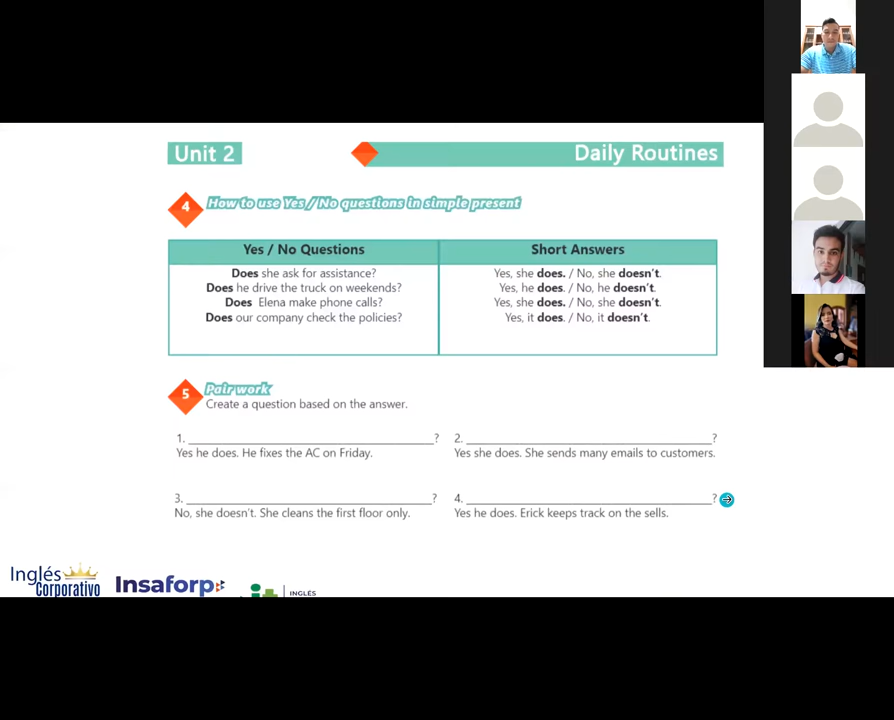 Unit 2
Daily Routines
4
How to use Yes / No questions in simple present
Yes / No Questions
Short Answers
Does she ask for assistance?
Yes, she does. / No, she doesn't.
Does he drive the truck on weekends?
Yes, he does. / No, he doesn't.
Does Elena make phone calls?
Yes, she does. / No, she doesn't.
Does our company check the policies?
Yes, it does. / No, it doesn't.
5
Pair work
Create a question based on the answer.
1. ______________________________________?
Yes he does. He fixes the AC on Friday.
2. ______________________________________?
Yes she does. She sends many emails to customers.
3. ______________________________________?
No, she doesn't. She cleans the first floor only.
4. ______________________________________?
Yes he does. Erick keeps track on the sells.
Inglés
Corporativo
Insaforp
INGLÉS